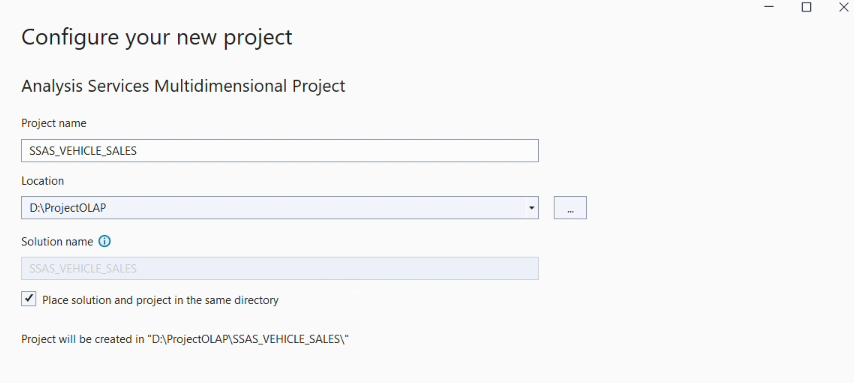 Configure your new project
Analysis Services Multidimensional Project
Project name
SSAS_VEHICLE_SALES
Location
D:\ProjectOLAP
...
Solution name
SSAS_VEHICLE_SALES
Place solution and project in the same directory
Project will be created in "D:\ProjectOLAP\SSAS_VEHICLE_SALES\"